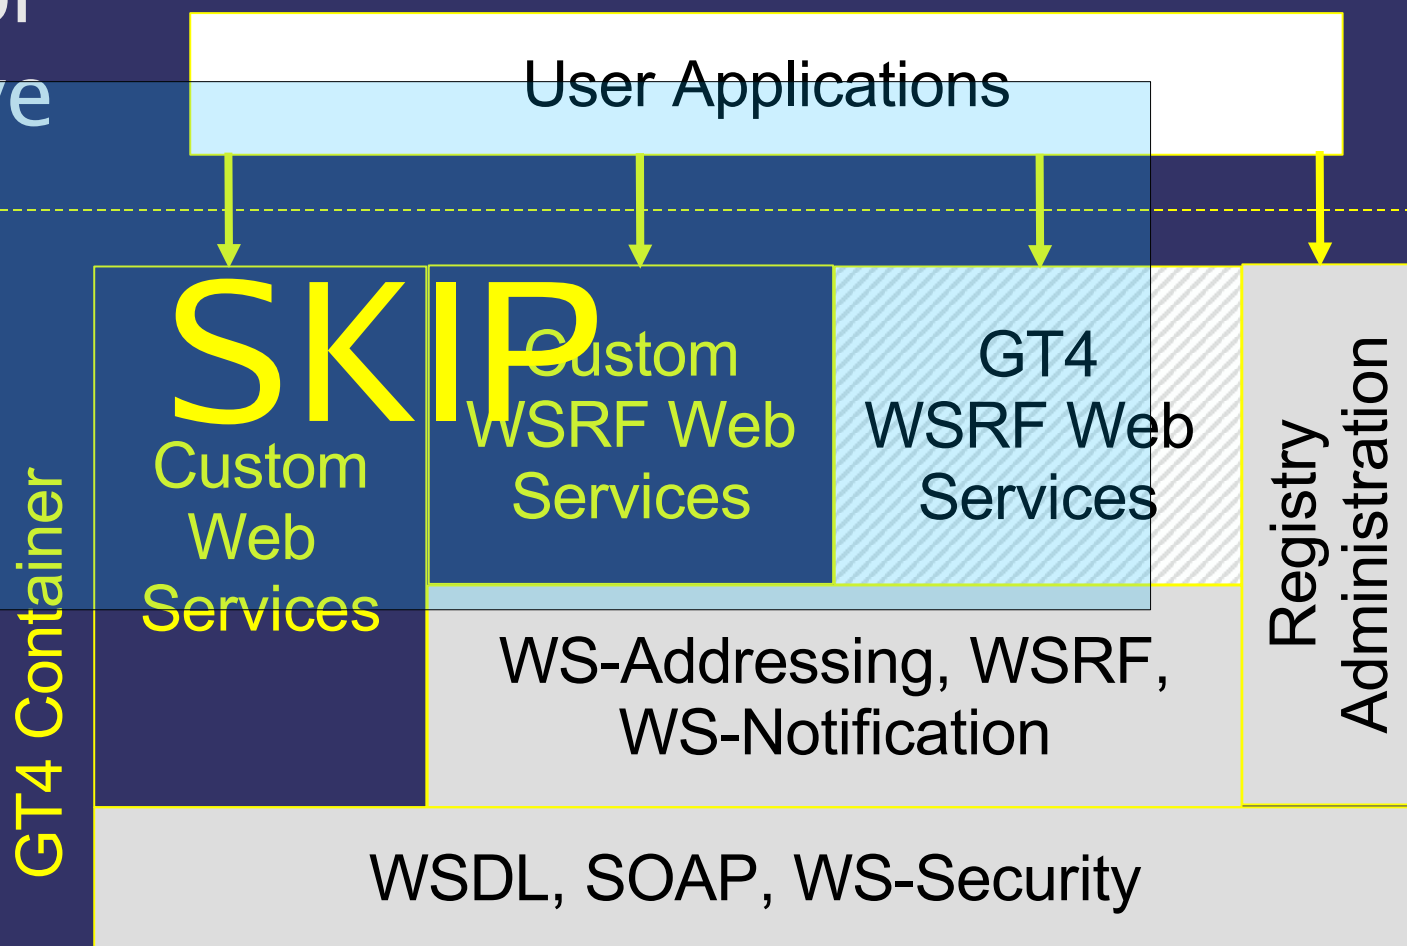 User Applications
SKIP
Custom
Web
Services
Custom
WSRF Web
Services
GT4
WSRF Web
Services
Registry
Administration
GT4 Container
WS-Addressing, WSRF,
WS-Notification
WSDL, SOAP, WS-Security